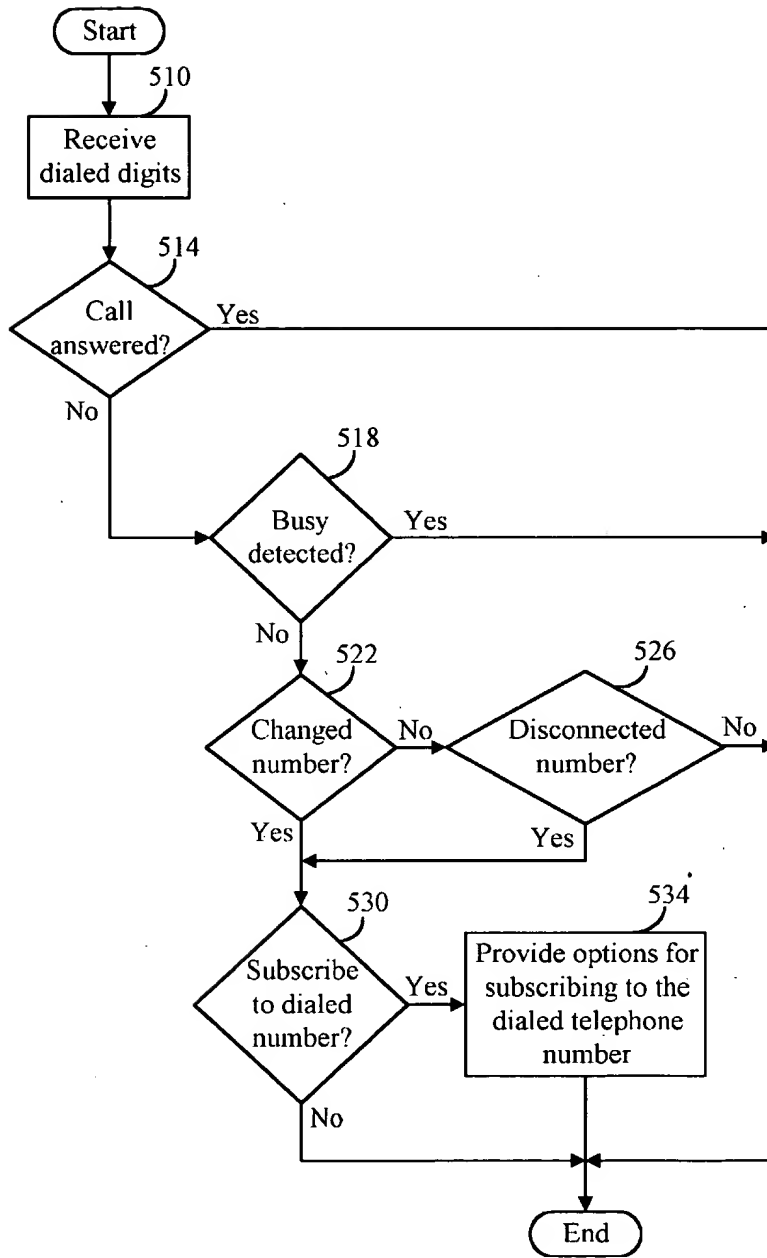 Start
510
Receive
dialed digits
514
Call
answered?
Yes
No
518
Busy
detected?
Yes
No
522
Changed
number?
No
526
Disconnected
number?
No
Yes
Yes
530
Subscribe
to dialed
number?
Yes
534
Provide options for
subscribing to the
dialed telephone
number
No
End